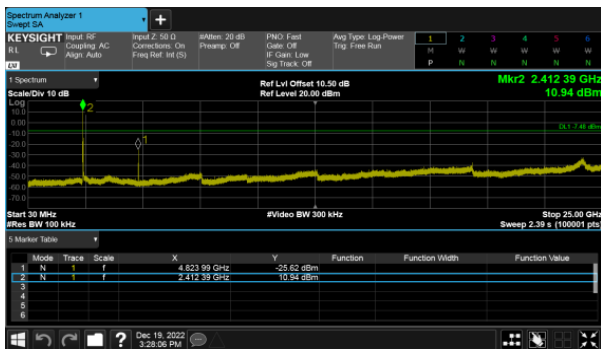 Spectrum Analyzer 1
Swept SA
+
KEYSIGHT Input: RF Input Z: 50 Ω #Atten: 20 dB PNO: Fast Avg Type: Log-Power 1 2 3 4 5 6
RL Coupling: AC Corrections: On Preamp: Off Gate: Off Trig: Free Run M W W W W W
Align: Auto Freq Ref: Int (S) IF Gain: Low
Sig Track: Off P N N N N N
LXI
1 Spectrum Ref Lvl Offset 10.50 dB Mkr2 2.412 39 GHz
Scale/Div 10 dB Ref Level 20.00 dBm 10.94 dBm
Log
10.0
0.00
-10.0
-20.0
-30.0
-40.0
-50.0
-60.0
-70.0
2
1
DL1 -7.46 dBm
Start 30 MHz #Video BW 300 kHz Stop 25.00 GHz
#Res BW 100 kHz Sweep 2.39 s (100001 pts)
5 Marker Table
Mode Trace Scale X Y Function Function Width Function Value
1 N 1 f 4.823 99 GHz -25.62 dBm
2 N 1 f 2.412 39 GHz 10.94 dBm
3
4
5
6
? Dec 19, 2022
3:28:06 PM